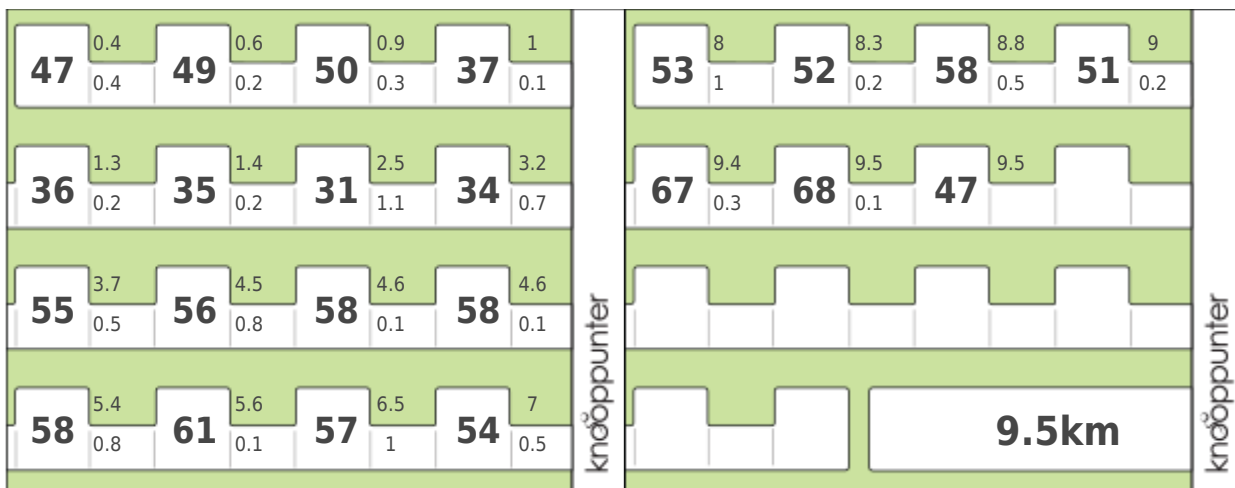 47 0.4 0.4 49 0.6 0.2 50 0.9 0.3 37 1 0.1
36 1.3 0.2 35 1.4 0.2 31 2.5 1.1 34 3.2 0.7
55 3.7 0.5 56 4.5 0.8 58 4.6 0.1 58 4.6 0.1
58 5.4 0.8 61 5.6 0.1 57 6.5 1 54 7 0.5
knooppunter
53 8 1 52 8.3 0.2 58 8.8 0.5 51 9 0.2
67 9.4 0.3 68 9.5 0.1 47 9.5
9.5km
knooppunter